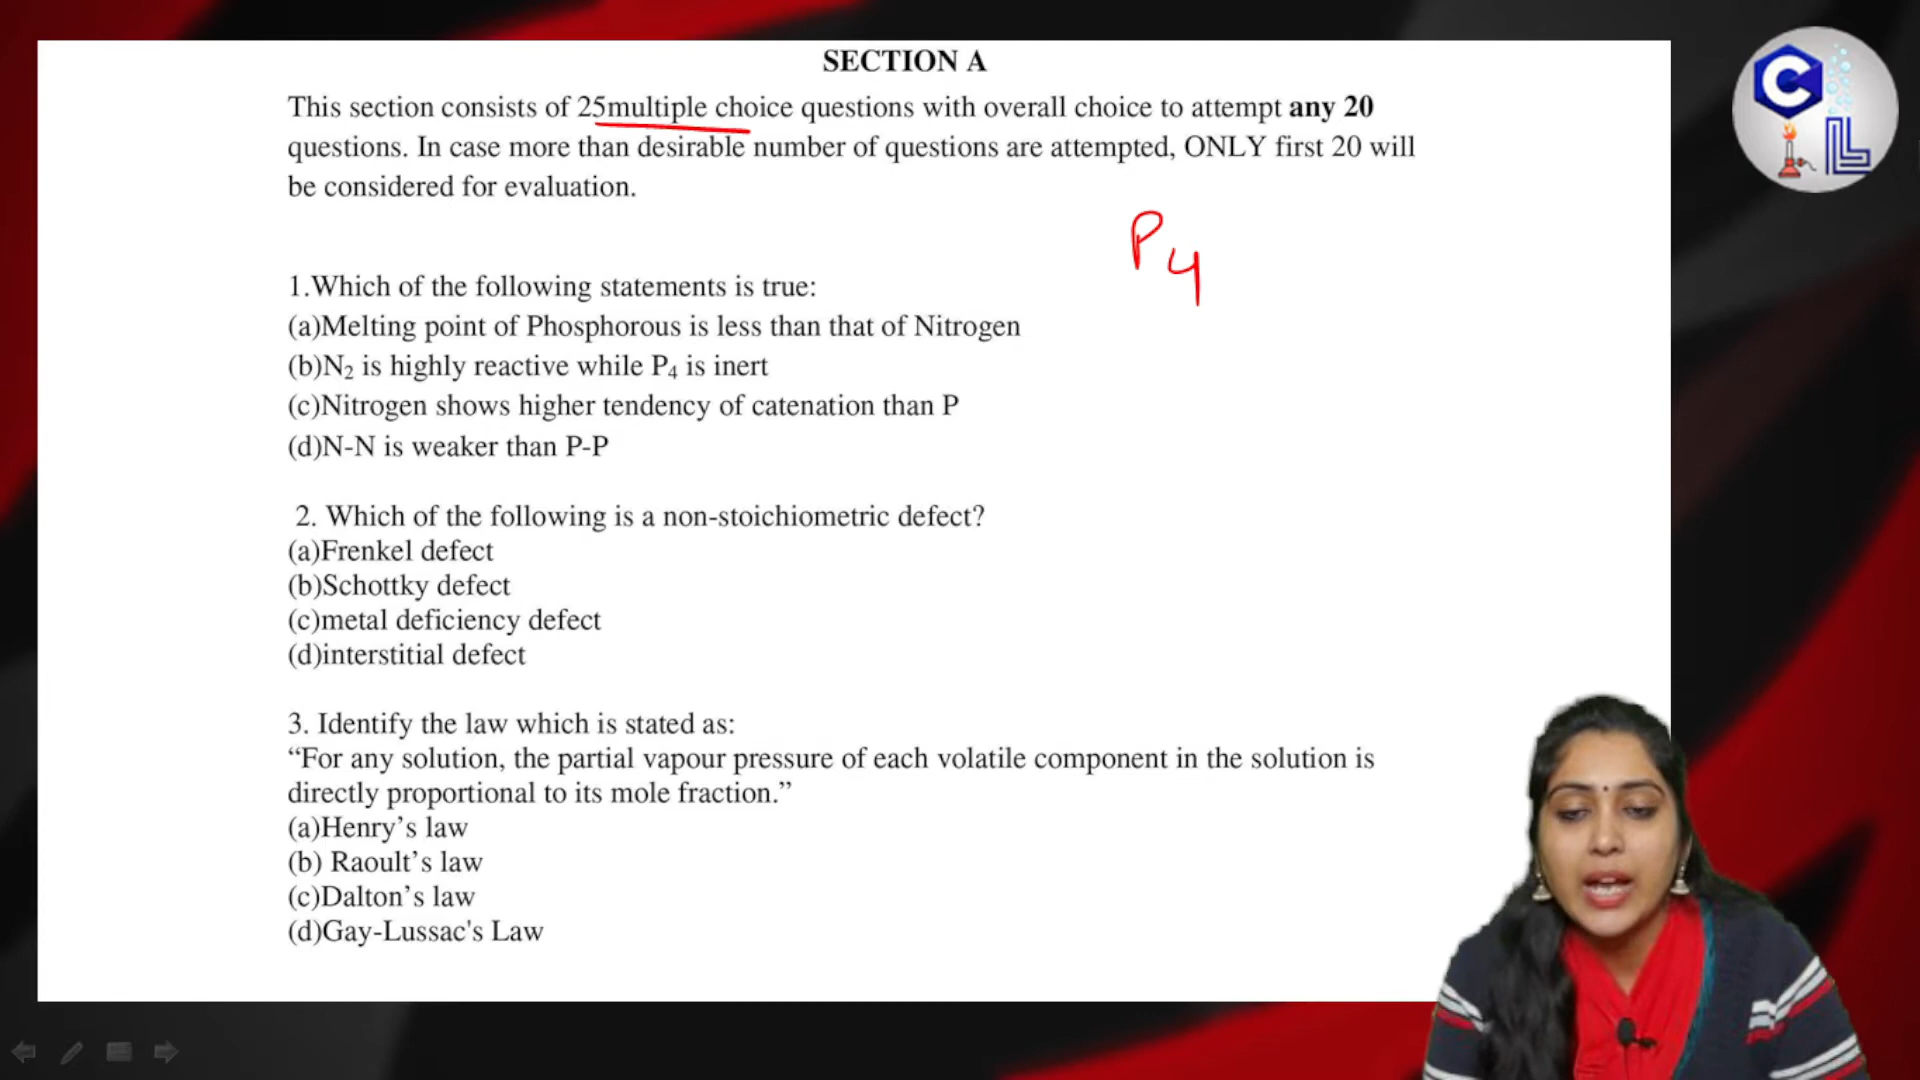 SECTION A
This section consists of 25multiple choice questions with overall choice to attempt any 20
questions. In case more than desirable number of questions are attempted, ONLY first 20 will
be considered for evaluation.
P4
1.Which of the following statements is true:
(a)Melting point of Phosphorous is less than that of Nitrogen
(b)N₂ is highly reactive while P₄ is inert
(c)Nitrogen shows higher tendency of catenation than P
(d)N-N is weaker than P-P
2. Which of the following is a non-stoichiometric defect?
(a)Frenkel defect
(b)Schottky defect
(c)metal deficiency defect
(d)interstitial defect
3. Identify the law which is stated as:
“For any solution, the partial vapour pressure of each volatile component in the solution is
directly proportional to its mole fraction.”
(a)Henry’s law
(b) Raoult’s law
(c)Dalton’s law
(d)Gay-Lussac's Law
C
L